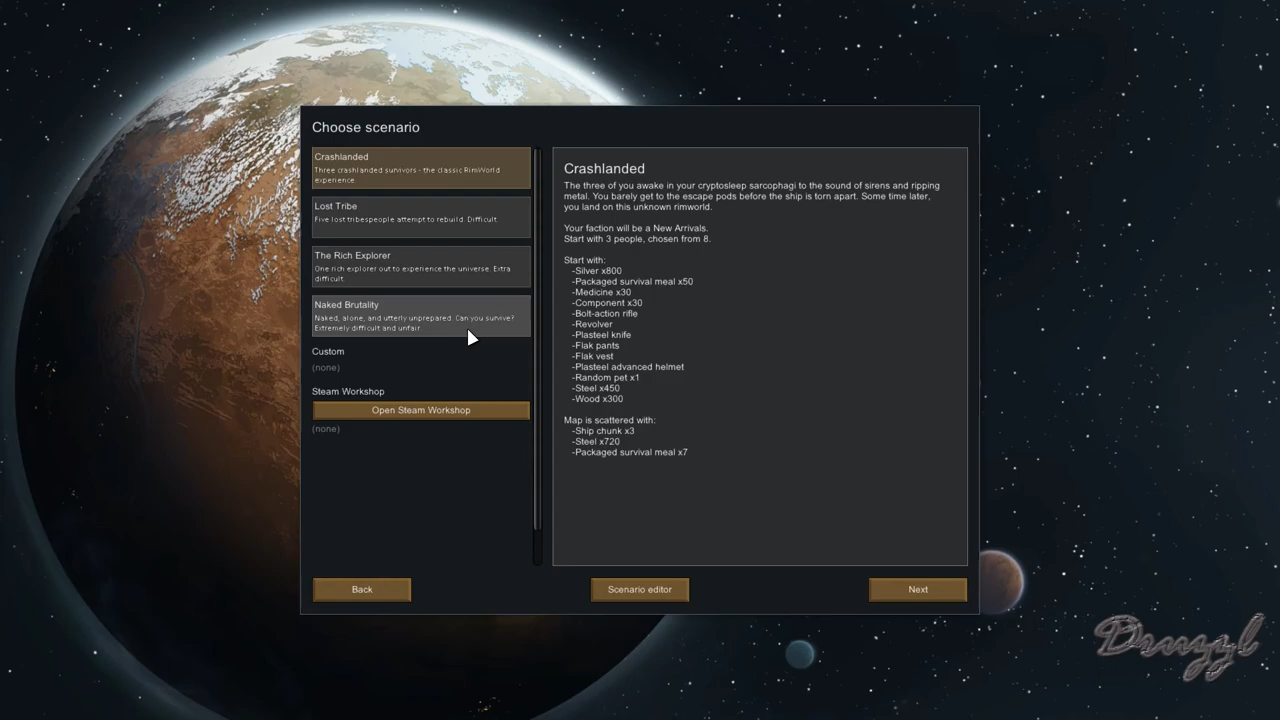 Choose scenario
Crashlanded
Three crashlanded survivors - the classic RimWorld
experience.
Lost Tribe
Five lost tribespeople attempt to rebuild. Difficult.
The Rich Explorer
One rich explorer out to experience the universe. Extra
difficult.
Naked Brutality
Naked, alone, and utterly unprepared. Can you survive?
Extremely difficult and unfair.
Custom
(none)
Steam Workshop
Open Steam Workshop
(none)
Crashlanded
The three of you awake in your cryptosleep sarcophagi to the sound of sirens and ripping
metal. You barely get to the escape pods before the ship is torn apart. Some time later,
you land on this unknown rimworld.
Your faction will be a New Arrivals.
Start with 3 people, chosen from 8.
Start with:
-Silver x800
-Packaged survival meal x50
-Medicine x30
-Component x30
-Bolt-action rifle
-Revolver
-Plasteel knife
-Flak pants
-Flak vest
-Plasteel advanced helmet
-Random pet x1
-Steel x450
-Wood x300
Map is scattered with:
-Ship chunk x3
-Steel x720
-Packaged survival meal x7
Back
Scenario editor
Next